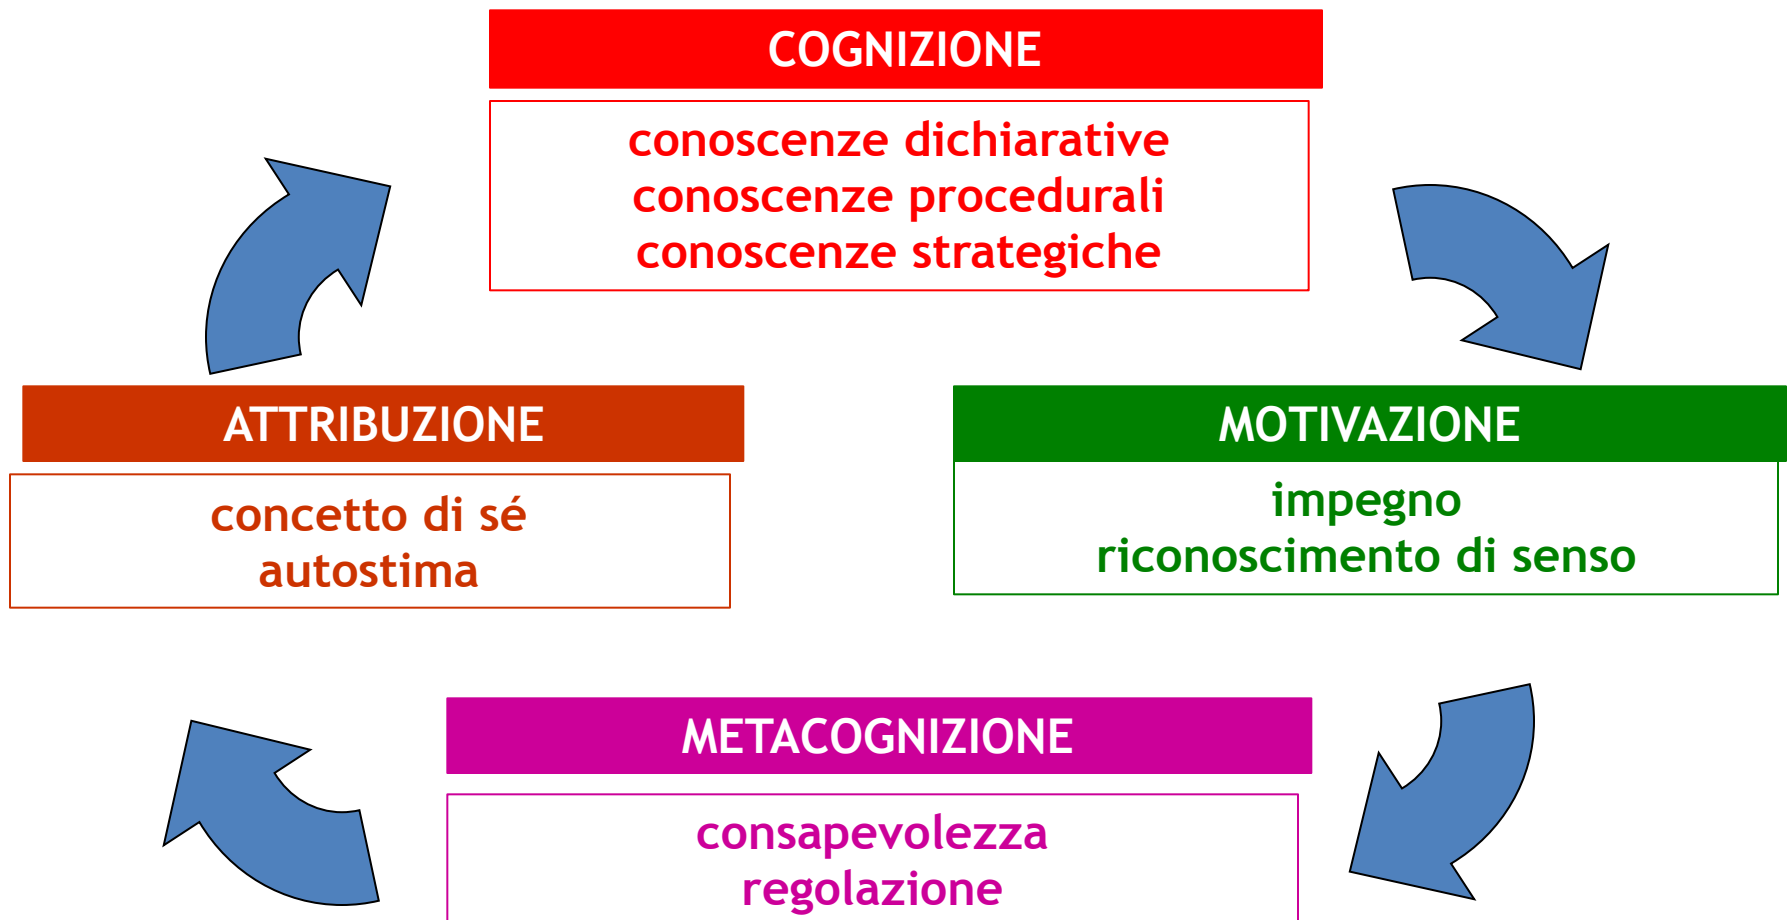 COGNIZIONE
conoscenze dichiarative
conoscenze procedurali
conoscenze strategiche
ATTRIBUZIONE
concetto di sé
autostima
MOTIVAZIONE
impegno
riconoscimento di senso
METACOGNIZIONE
consapevolezza
regolazione